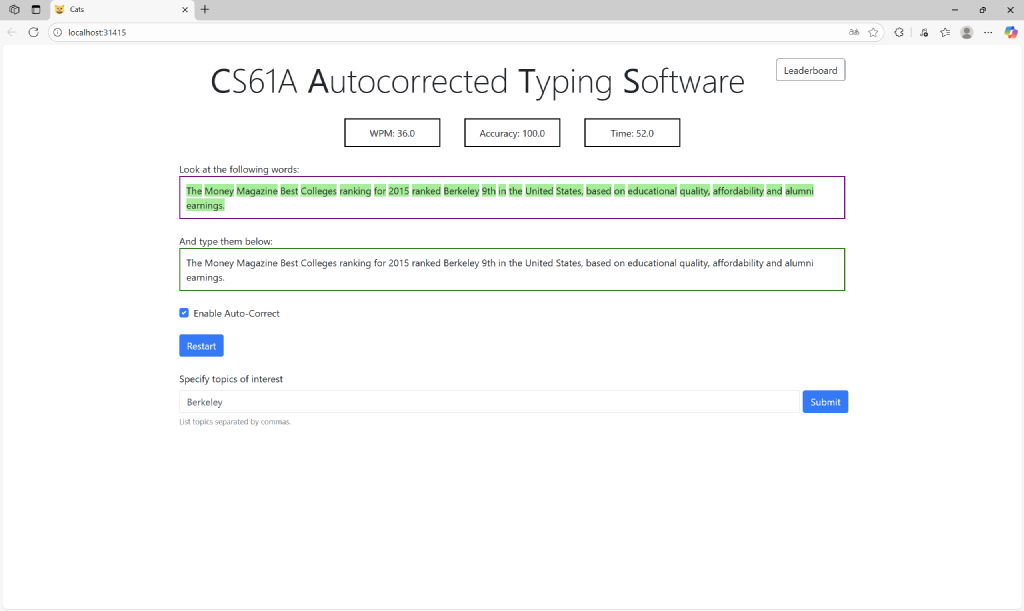 Cats
localhost:31415
CS61A Autocorrected Typing Software
Leaderboard
WPM: 36.0
Accuracy: 100.0
Time: 52.0
Look at the following words:
The Money Magazine Best Colleges ranking for 2015 ranked Berkeley 9th in the United States, based on educational quality, affordability and alumni
earnings.
And type them below:
The Money Magazine Best Colleges ranking for 2015 ranked Berkeley 9th in the United States, based on educational quality, affordability and alumni
earnings.
Enable Auto-Correct
Restart
Specify topics of interest
Berkeley
Submit
List topics separated by commas.